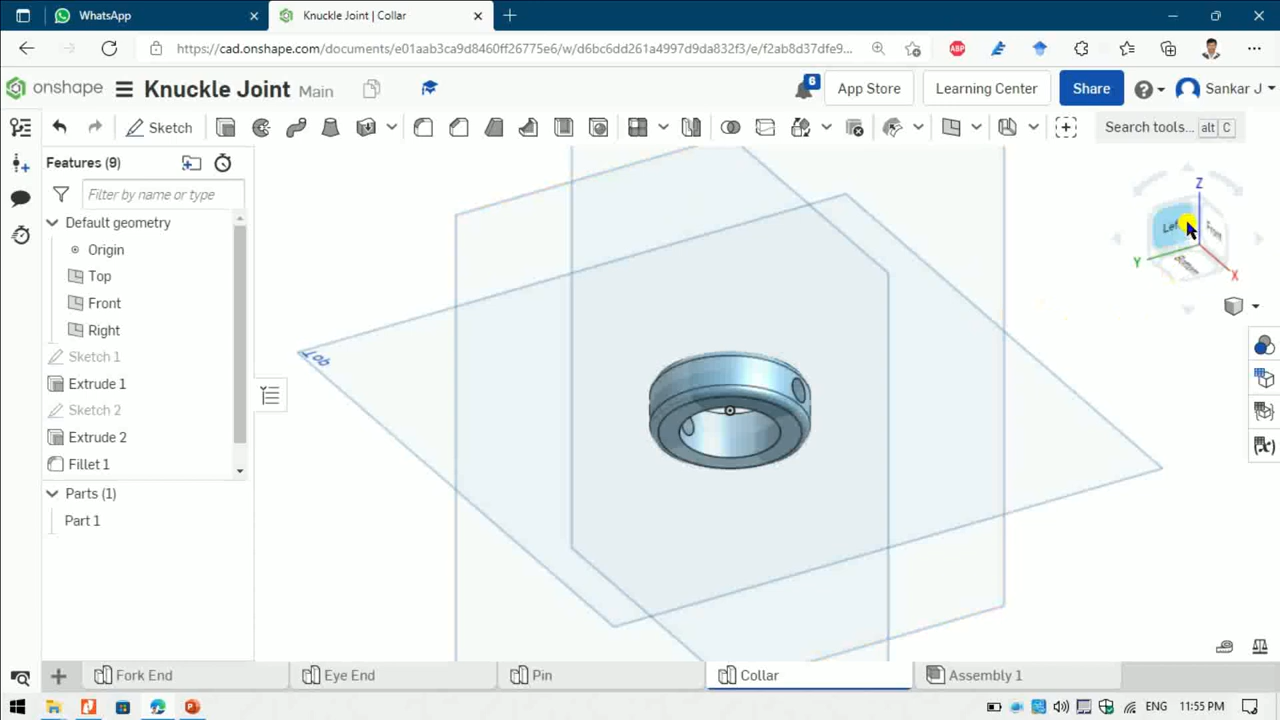 WhatsApp
Knuckle Joint | Collar
https://cad.onshape.com/documents/e01aab3ca9d8460ff26775e6/w/d6bc6dd261a4997d9da832f3/e/f2ab8d37dfe9...
ABP
onshape
Knuckle Joint
Main
6
App Store
Learning Center
Share
Sankar J
Sketch
Search tools...
alt
C
Features (9)
Filter by name or type
Default geometry
Origin
Top
Front
Right
Sketch 1
Extrude 1
Sketch 2
Extrude 2
Fillet 1
Parts (1)
Part 1
Top
Z
Front
Y
X
Fork End
Eye End
Pin
Collar
Assembly 1
ENG
11:55 PM